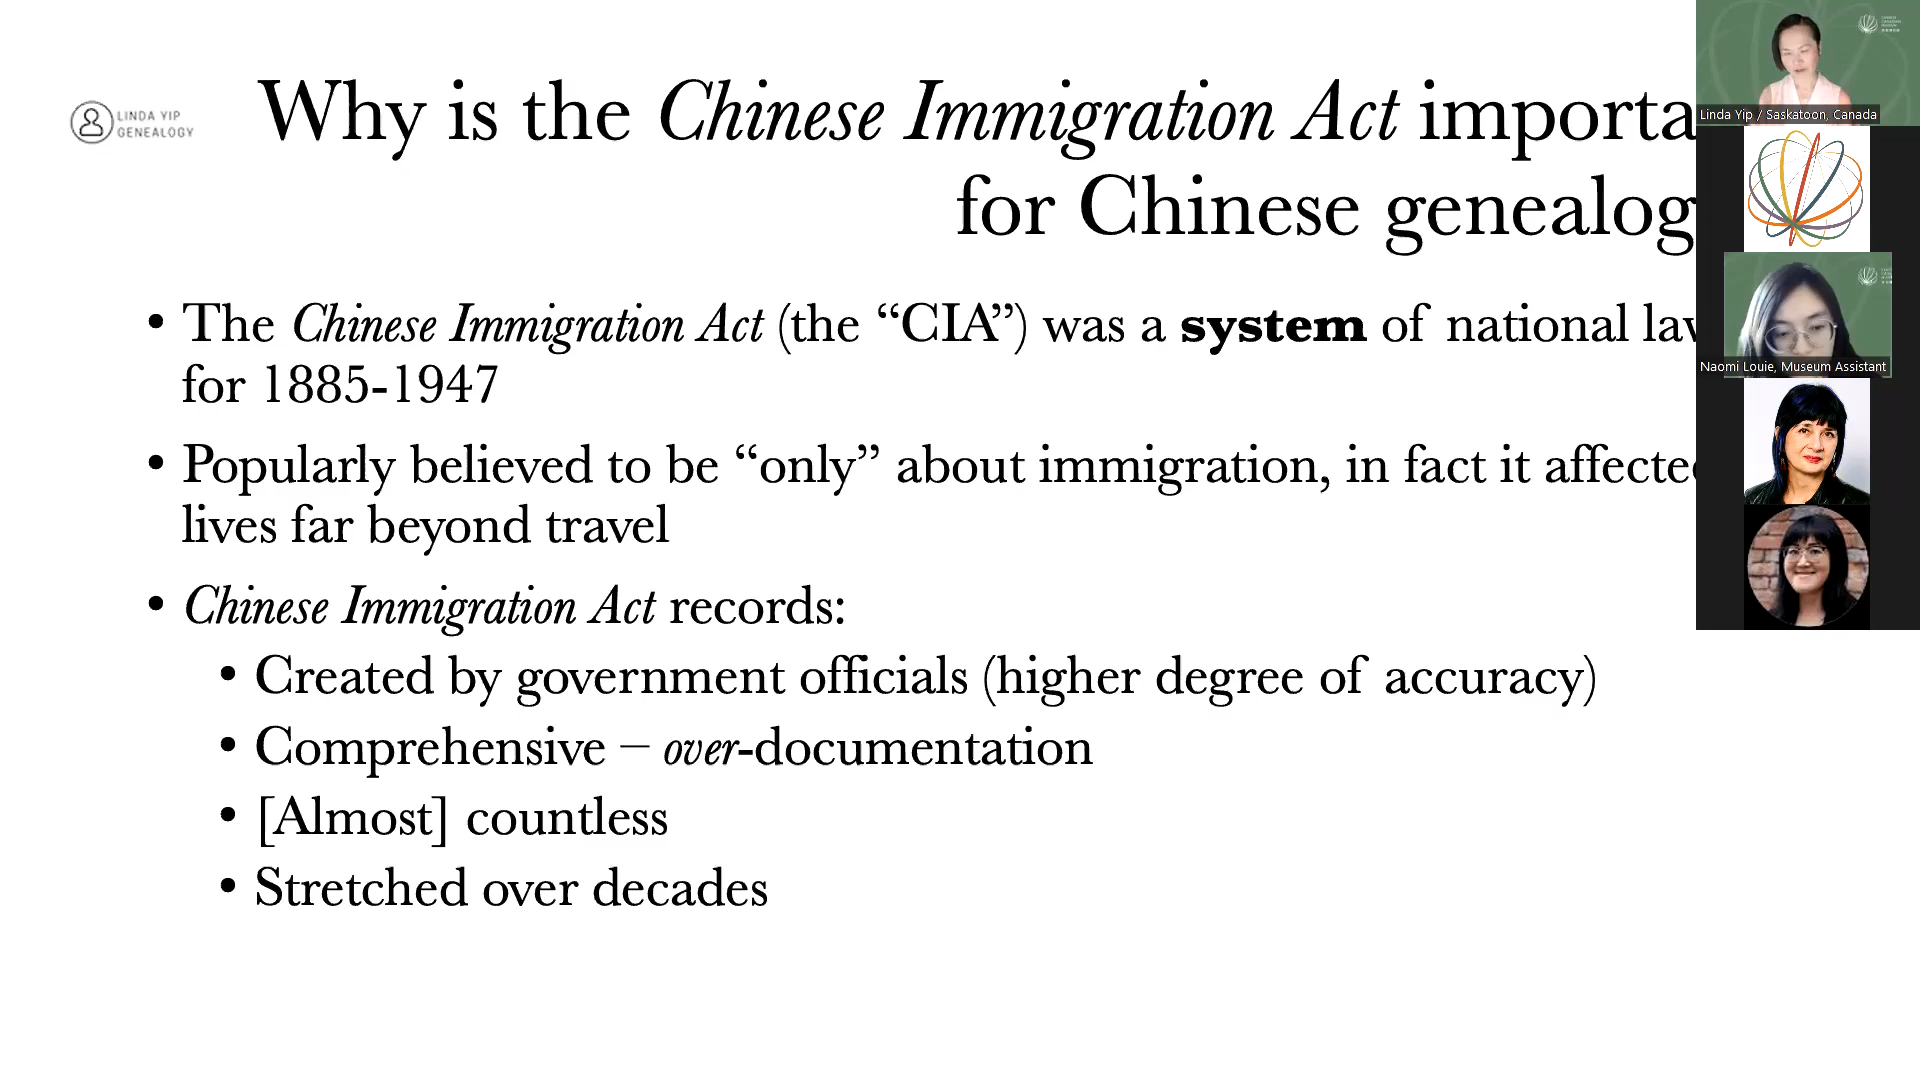 LINDA YIP
GENEALOGY
Why is the Chinese Immigration Act importa
for Chinese genealog
• The Chinese Immigration Act (the “CIA”) was a system of national law
for 1885-1947
• Popularly believed to be “only” about immigration, in fact it affected
lives far beyond travel
• Chinese Immigration Act records:
• Created by government officials (higher degree of accuracy)
• Comprehensive – over-documentation
• [Almost] countless
• Stretched over decades
Linda Yip / Saskatoon, Canada
Naomi Louie, Museum Assistant